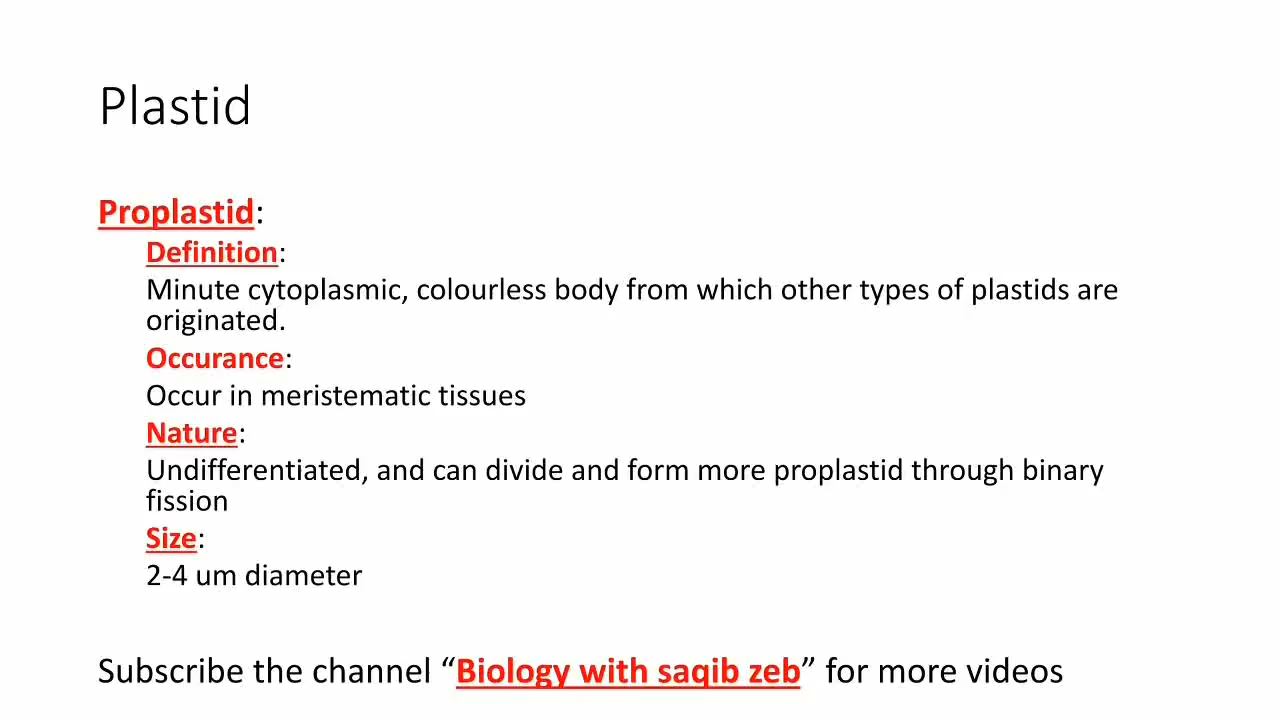 Plastid
Proplastid:
Definition:
Minute cytoplasmic, colourless body from which other types of plastids are
originated.
Occurance:
Occur in meristematic tissues
Nature:
Undifferentiated, and can divide and form more proplastid through binary
fission
Size:
2-4 um diameter
Subscribe the channel “Biology with saqib zeb” for more videos